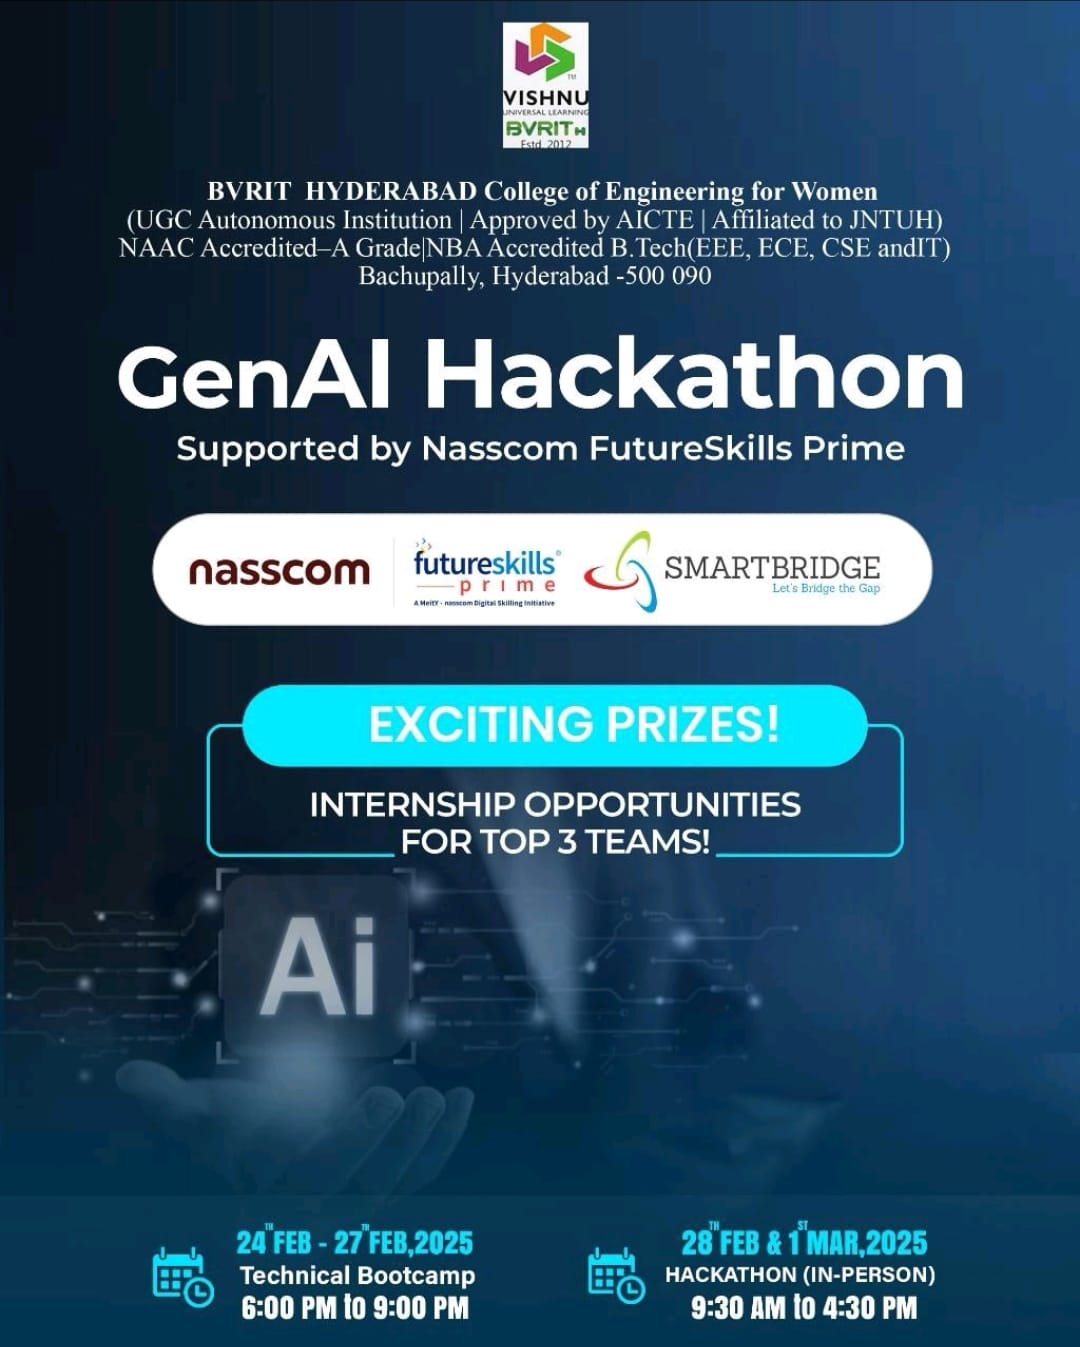 VISHNU
UNIVERSAL LEARNING
BVRIT H
Estd. 2012
BVRIT HYDERABAD College of Engineering for Women
(UGC Autonomous Institution | Approved by AICTE | Affiliated to JNTUH)
NAAC Accredited–A Grade|NBA Accredited B.Tech(EEE, ECE, CSE andIT)
Bachupally, Hyderabad -500 090
GenAI Hackathon
Supported by Nasscom FutureSkills Prime
nasscom
futureskills
prime
A MeitY - nasscom Digital Skilling Initiative
SMARTBRIDGE
Let's Bridge the Gap
EXCITING PRIZES!
INTERNSHIP OPPORTUNITIES
FOR TOP 3 TEAMS!
Ai
24TH FEB - 27TH FEB,2025
Technical Bootcamp
6:00 PM to 9:00 PM
28TH FEB & 1ST MAR,2025
HACKATHON (IN-PERSON)
9:30 AM to 4:30 PM